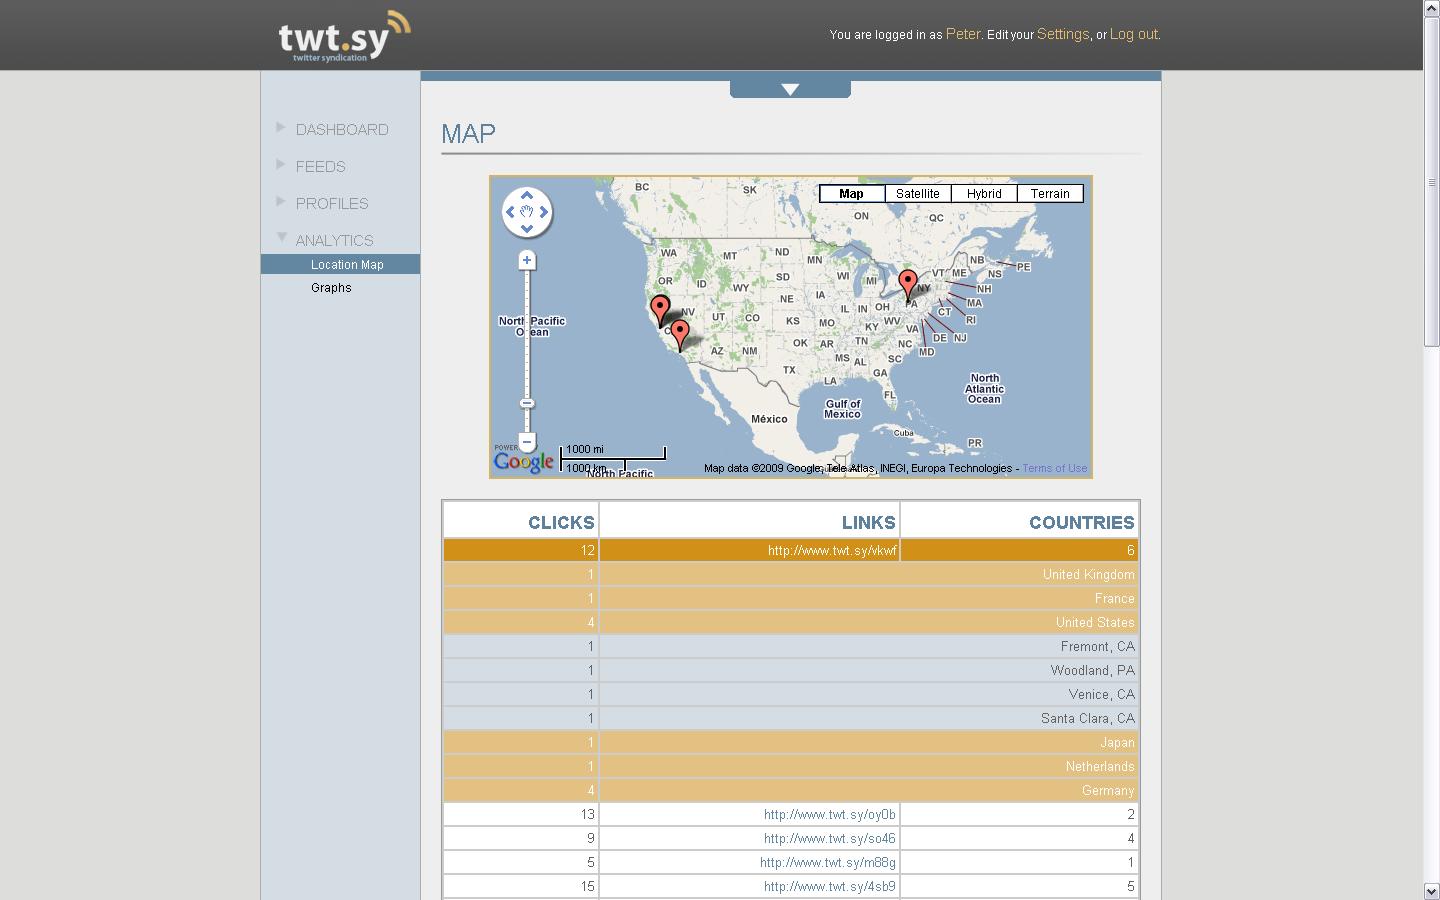 twt.sy
twitter syndication
You are logged in as Peter. Edit your Settings, or Log out.
DASHBOARD
FEEDS
PROFILES
ANALYTICS
Location Map
Graphs
MAP
Map Satellite Hybrid Terrain
BC SK ON QC
WA MT ND MN NB PE
OR ID WY SD WI MI VT ME NS
NV UT CO NE IA IL IN OH PA NY NH
MA
CT RI
KS MO KY WV VA DE NJ
AZ NM OK AR TN NC MD
MS AL SC
TX LA GA
FL
North Pacific
Ocean
North
Atlantic
Ocean
Gulf of
Mexico
México
Cuba
PR
POWER
Google
1000 mi
1000 km
North Pacific
Map data ©2009 Google, Tele Atlas, INEGI, Europa Technologies - Terms of Use
CLICKS LINKS COUNTRIES
12 http://www.twt.sy/vkwf 6
1 United Kingdom
1 France
4 United States
1 Fremont, CA
1 Woodland, PA
1 Venice, CA
1 Santa Clara, CA
1 Japan
1 Netherlands
4 Germany
13 http://www.twt.sy/oy0b 2
9 http://www.twt.sy/so46 4
5 http://www.twt.sy/m88g 1
15 http://www.twt.sy/4sb9 5